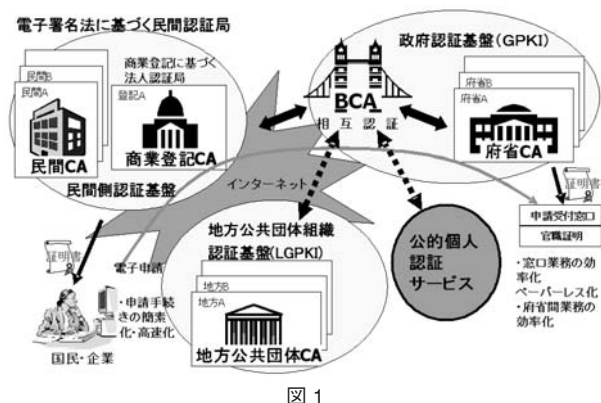 電子署名法に基づく民間認証局
民間B
民間A
民間CA
商業登記に基づく
法人認証局
登記A
商業登記CA
民間側認証基盤
BCA
相互認証
政府認証基盤(GPKI)
府省B
府省A
府省CA
インターネット
証明書
申請受付窓口
官職証明
・窓口業務の効
率化
ペーパーレス化
・府省間業務の
効率化
証明書
電子申請
・申請手続
きの簡素
化・高速化
国民・企業
地方公共団体組織
認証基盤(LGPKI)
地方B
地方A
地方公共団体CA
公的個人
認証
サービス
図1